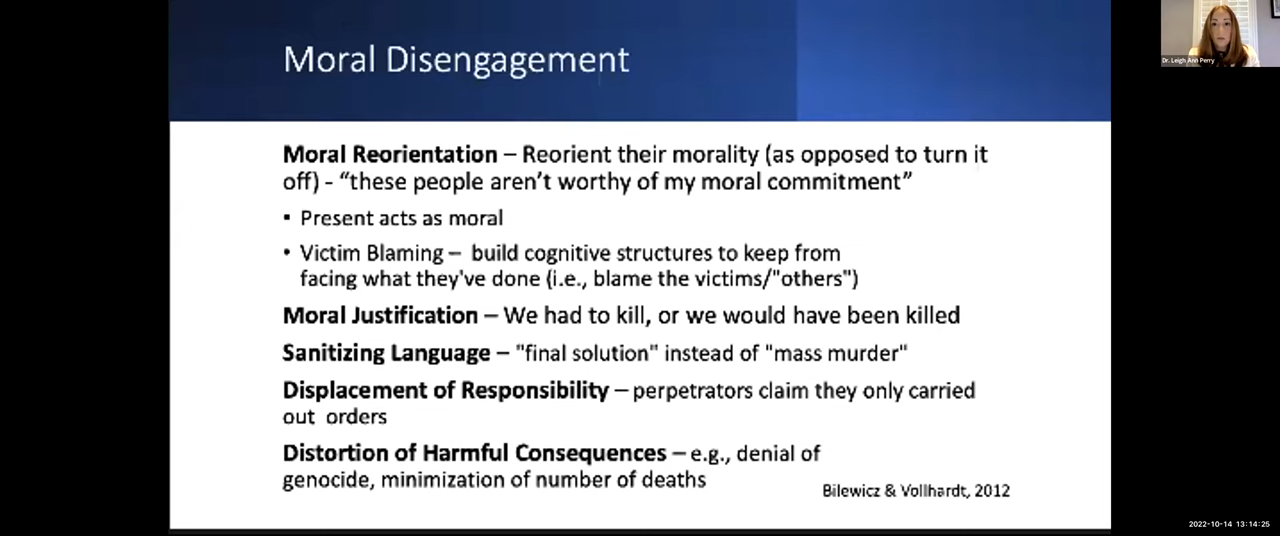 Moral Disengagement
Dr. Leigh Ann Perry
Moral Reorientation – Reorient their morality (as opposed to turn it
off) - “these people aren’t worthy of my moral commitment”
▪ Present acts as moral
• Victim Blaming – build cognitive structures to keep from
facing what they've done (i.e., blame the victims/"others")
Moral Justification – We had to kill, or we would have been killed
Sanitizing Language – "final solution" instead of "mass murder"
Displacement of Responsibility – perpetrators claim they only carried
out orders
Distortion of Harmful Consequences – e.g., denial of
genocide, minimization of number of deaths
Bilewicz & Vollhardt, 2012
2022-10-14 13:14:25